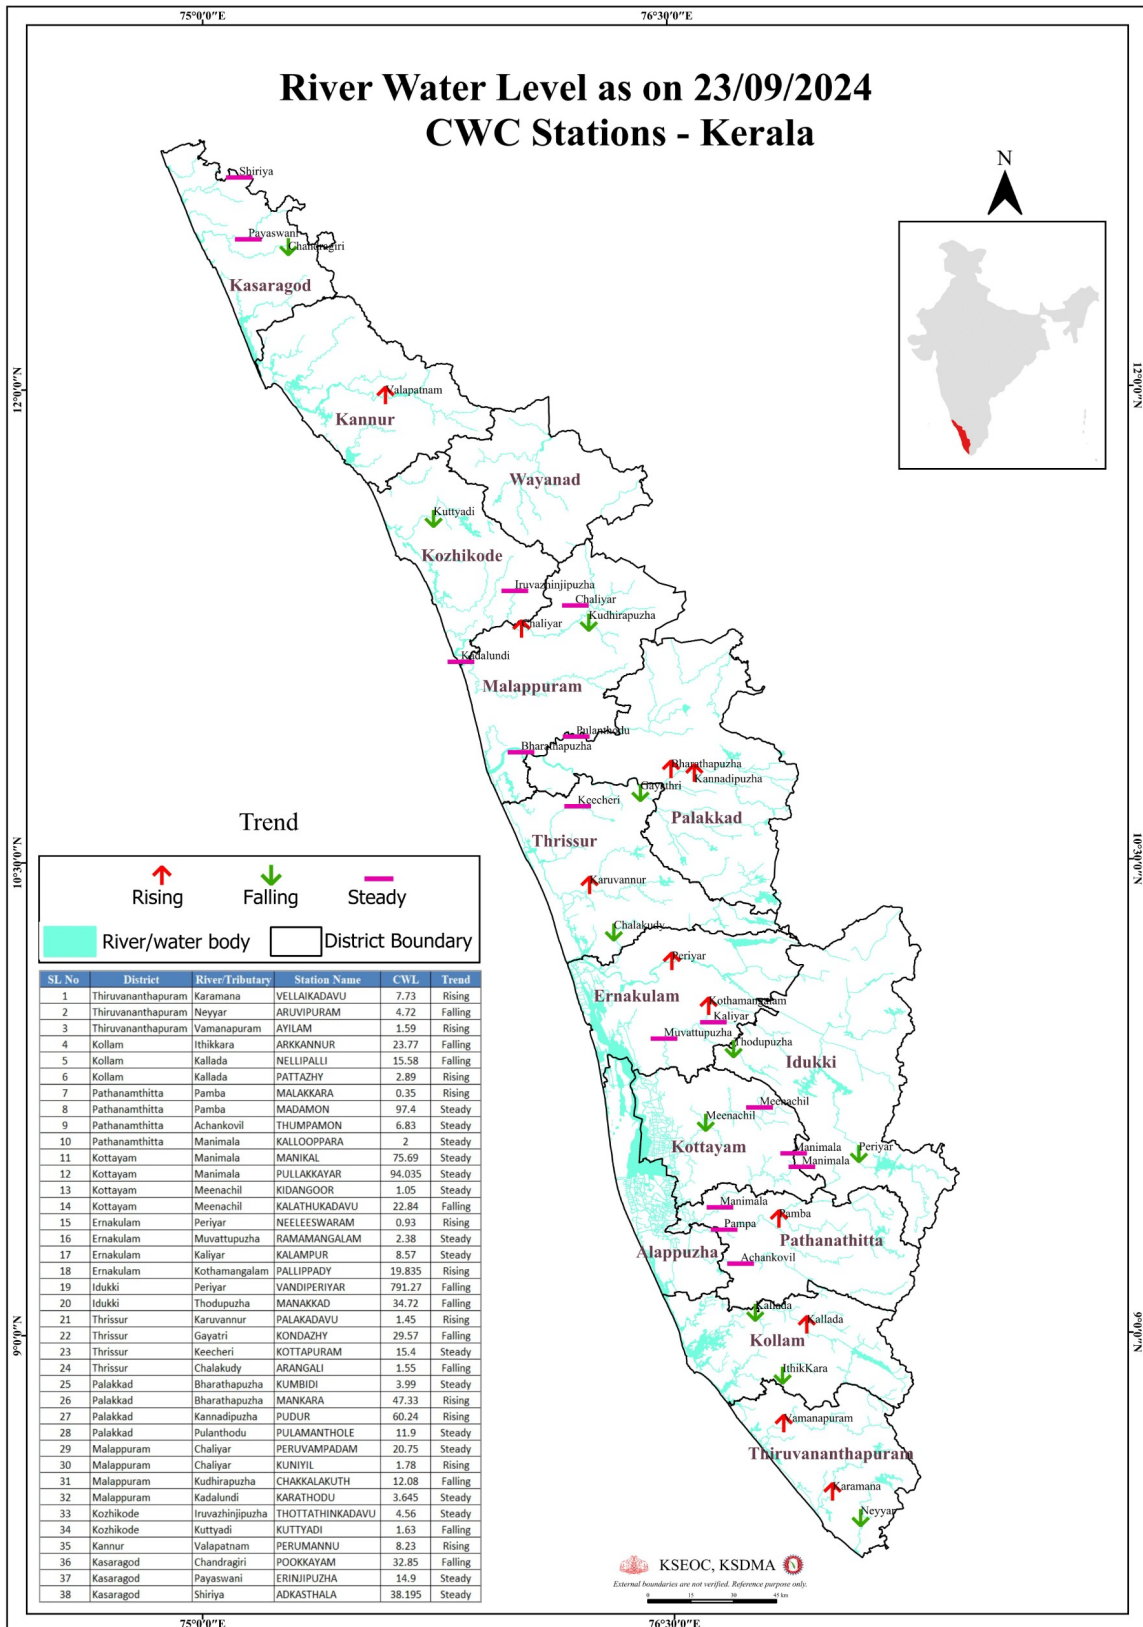 75°0'0"E 76°30'0"E
River Water Level as on 23/09/2024
CWC Stations - Kerala
N
Shiriya
Payaswani
Chandragiri
Kasaragod
12°0'0"N 12°0'0"N
Valapatnam
Kannur
Wayanad
Kuttyadi
Kozhikode
Iruvazhinjipuzha
Chaliyar
Kudhirapuzha
Chaliyar
Kadalundi
Malappuram
Pulanthodu
Bharathapuzha
Bharathapuzha
Kannadipuzha
Gayathri
Keecheri
Palakkad
Thrissur
10°30'0"N 10°30'0"N
Karuvannur
Chalakudy
Periyar
Ernakulam
Kothamangalam
Kaliyar
Muvattupuzha
Thodupuzha
Idukki
Meenachil
Meenachil
Kottayam
Manimala
Periyar
Manimala
Manimala
Pamba
Pampa
Pathanathitta
Alappuzha
Achankovil
Kallada
Kallada
Kollam
9°0'0"N 9°0'0"N
IthikKara
Vamanapuram
Thiruvananthapuram
Karamana
Neyyar
Trend
Rising Falling Steady
River/water body District Boundary
SL No District River/Tributary Station Name CWL Trend
1 Thiruvananthapuram Karamana VELLAIKADAVU 7.73 Rising
2 Thiruvananthapuram Neyyar ARUVIPURAM 4.72 Falling
3 Thiruvananthapuram Vamanapuram AYILAM 1.59 Rising
4 Kollam Ithikkara ARKKANNUR 23.77 Falling
5 Kollam Kallada NELLIPALLI 15.58 Falling
6 Kollam Kallada PATTAZHY 2.89 Rising
7 Pathanamthitta Pamba MALAKKARA 0.35 Rising
8 Pathanamthitta Pamba MADAMON 97.4 Steady
9 Pathanamthitta Achankovil THUMPAMON 6.83 Steady
10 Pathanamthitta Manimala KALLOOPPARA 2 Steady
11 Kottayam Manimala MANIKAL 75.69 Steady
12 Kottayam Manimala PULLAKKAYAR 94.035 Steady
13 Kottayam Meenachil KIDANGOOR 1.05 Steady
14 Kottayam Meenachil KALATHUKADAVU 22.84 Falling
15 Ernakulam Periyar NEELEESWARAM 0.93 Rising
16 Ernakulam Muvattupuzha RAMAMANGALAM 2.38 Steady
17 Ernakulam Kaliyar KALAMPUR 8.57 Steady
18 Ernakulam Kothamangalam PALLIPPADY 19.835 Rising
19 Idukki Periyar VANDIPERIYAR 791.27 Falling
20 Idukki Thodupuzha MANAKKAD 34.72 Falling
21 Thrissur Karuvannur PALAKADAVU 1.45 Rising
22 Thrissur Gayatri KONDAZHY 29.57 Falling
23 Thrissur Keecheri KOTTAPURAM 15.4 Steady
24 Thrissur Chalakudy ARANGALI 1.55 Falling
25 Palakkad Bharathapuzha KUMBIDI 3.99 Steady
26 Palakkad Bharathapuzha MANKARA 47.33 Rising
27 Palakkad Kannadipuzha PUDUR 60.24 Rising
28 Palakkad Pulanthodu PULAMANTHOLE 11.9 Steady
29 Malappuram Chaliyar PERUVAMPADAM 20.75 Steady
30 Malappuram Chaliyar KUNIYIL 1.78 Rising
31 Malappuram Kudhirapuzha CHAKKALAKUTH 12.08 Falling
32 Malappuram Kadalundi KARATHODU 3.645 Steady
33 Kozhikode Iruvazhinjipuzha THOTTATHINKADAVU 4.56 Steady
34 Kozhikode Kuttyadi KUTTYADI 1.63 Falling
35 Kannur Valapatnam PERUMANNU 8.23 Rising
36 Kasaragod Chandragiri POOKKAYAM 32.85 Falling
37 Kasaragod Payaswani ERINJIPUZHA 14.9 Steady
38 Kasaragod Shiriya ADKASTHALA 38.195 Steady
KSEOC, KSDMA
External boundaries are not verified. Reference purpose only.
0 15 30 45 km
75°0'0"E 76°30'0"E